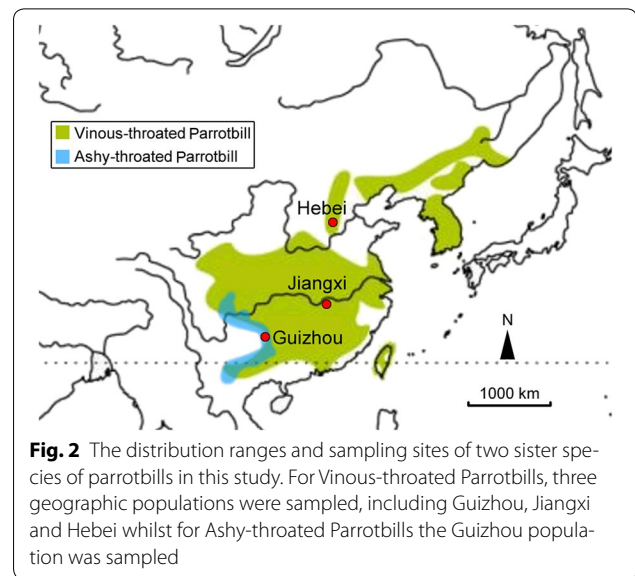 Vinous-throated Parrotbill
Ashy-throated Parrotbill
Hebei
Jiangxi
Guizhou
N
1000 km
Fig. 2 The distribution ranges and sampling sites of two sister spe-
cies of parrotbills in this study. For Vinous-throated Parrotbills, three
geographic populations were sampled, including Guizhou, Jiangxi
and Hebei whilst for Ashy-throated Parrotbills the Guizhou popula-
tion was sampled